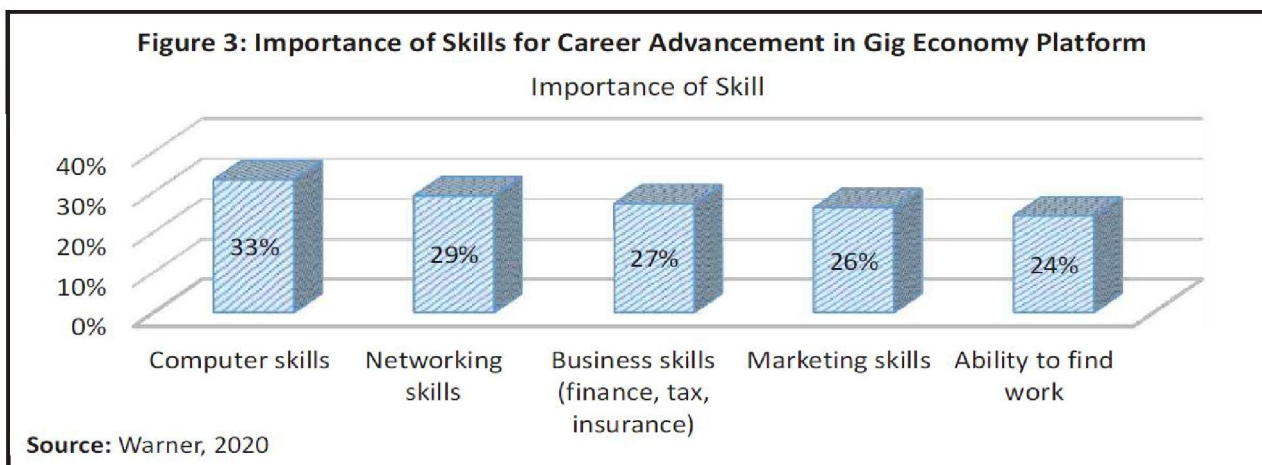 Figure 3: Importance of Skills for Career Advancement in Gig Economy Platform
Importance of Skill
40%
30%
20%
10%
0%
33%
29%
27%
26%
24%
Computer skills
Networking
skills
Business skills
(finance, tax,
insurance)
Marketing skills
Ability to find
work
Source: Warner, 2020